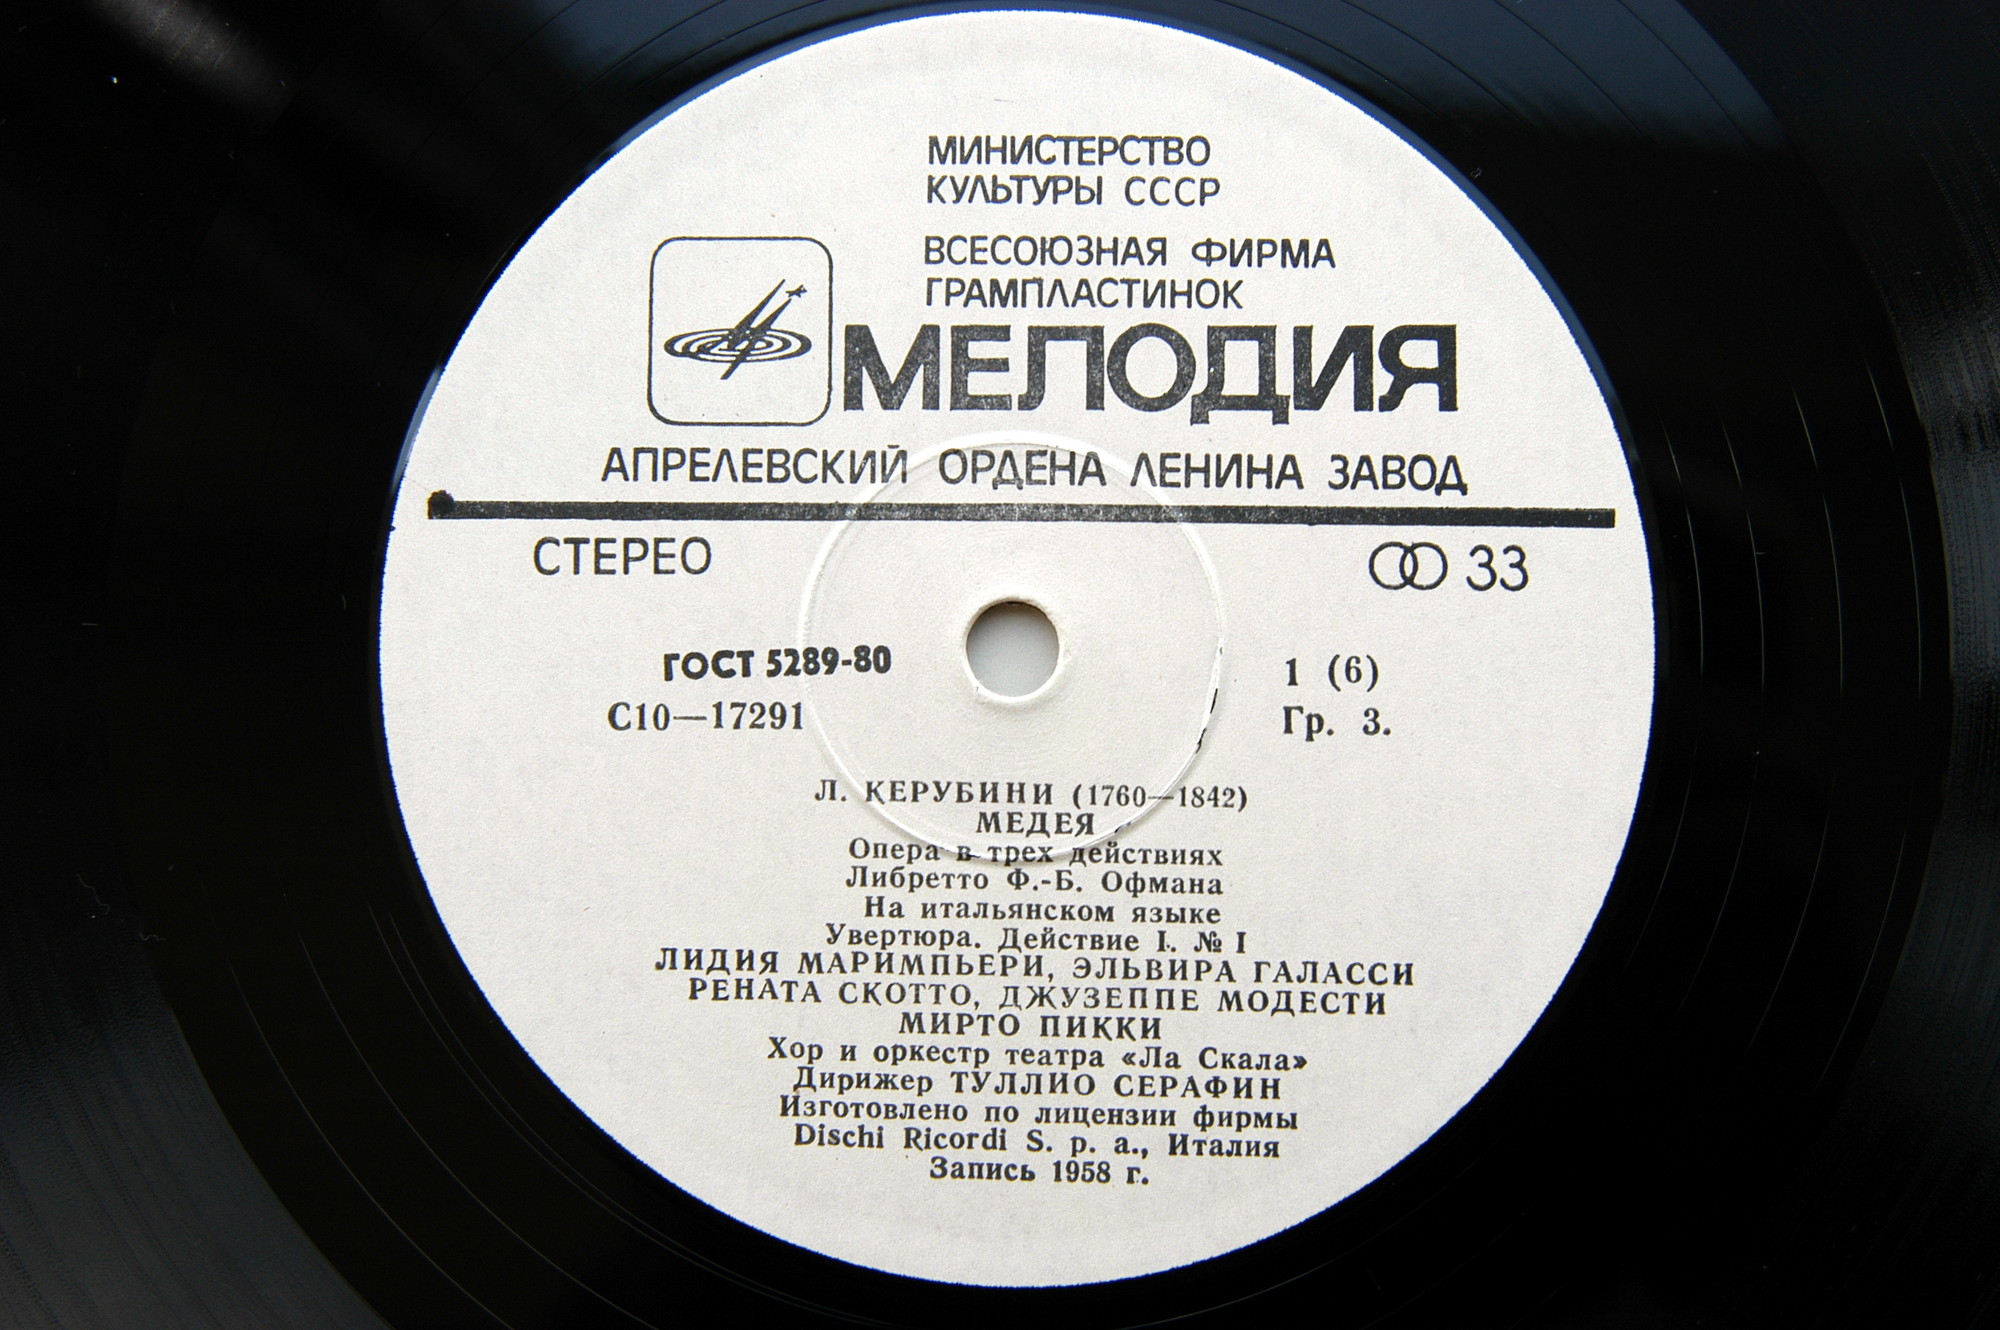 МИНИСТЕРСТВО
КУЛЬТУРЫ СССР
ВСЕСОЮЗНАЯ ФИРМА
ГРАМПЛАСТИНОК
МЕЛОДИЯ
АПРЕЛЕВСКИЙ ОРДЕНА ЛЕНИНА ЗАВОД
СТЕРЕО
33
ГОСТ 5289-80
1 (6)
С10—17291
Гр. 3.
Л. КЕРУБИНИ (1760—1842)
МЕДЕЯ
Опера в трех действиях
Либретто Ф.-Б. Офмана
На итальянском языке
Увертюра. Действие I. № I
ЛИДИЯ МАРИМПЬЕРИ, ЭЛЬВИРА ГАЛАССИ
РЕНАТА СКОТТО, ДЖУЗЕППЕ МОДЕСТИ
МИРТО ПИККИ
Хор и оркестр театра «Ла Скала»
Дирижер ТУЛЛИО СЕРАФИН
Изготовлено по лицензии фирмы
Dischi Ricordi S. p. a., Италия
Запись 1958 г.